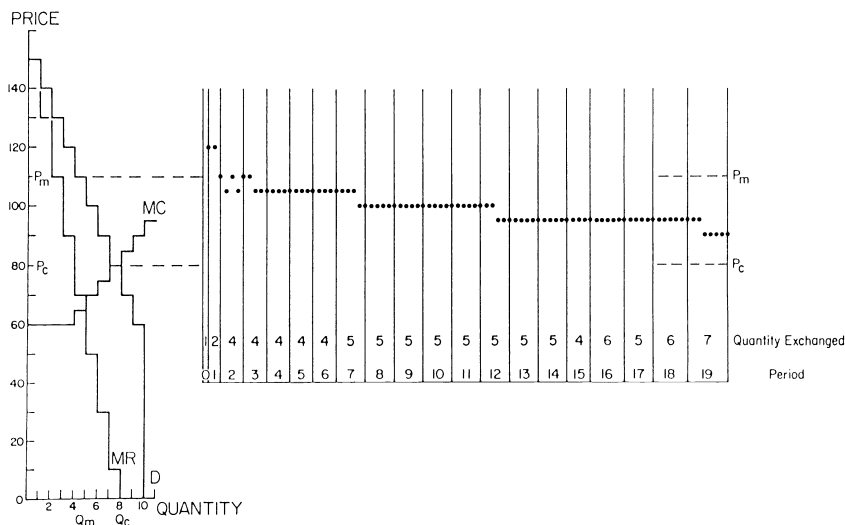 PRICE
140
120
Pm
100
MC
Pc
80
60
40
20
0
MR
D
2 4 6 8 10 QUANTITY
Qm Qc
Pm
Pc
1 2 4 4 4 4 4 5 5 5 5 5 5 5 5 4 6 5 6 7 Quantity Exchanged
0 1 2 3 4 5 6 7 8 9 10 11 12 13 14 15 16 17 18 19 Period